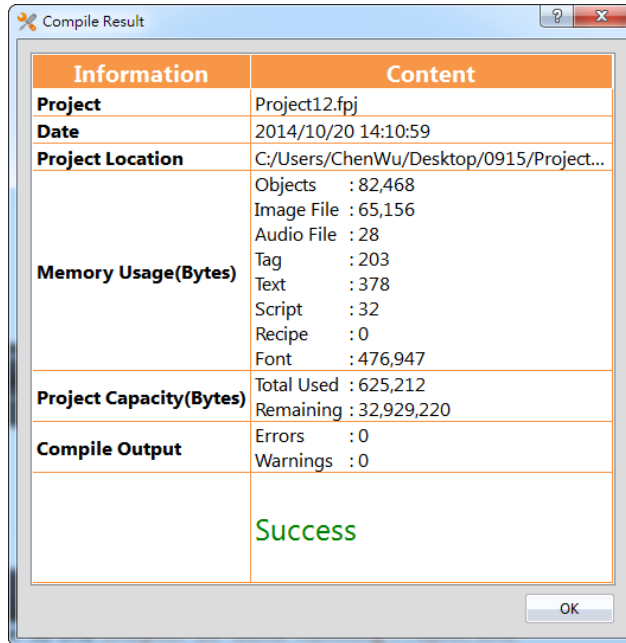 Compile Result
Information Content
Project Project12.fpj
Date 2014/10/20 14:10:59
Project Location C:/Users/ChenWu/Desktop/0915/Project...
Memory Usage(Bytes)
Objects : 82,468
Image File : 65,156
Audio File : 28
Tag : 203
Text : 378
Script : 32
Recipe : 0
Font : 476,947
Project Capacity(Bytes)
Total Used : 625,212
Remaining : 32,929,220
Compile Output
Errors : 0
Warnings : 0
Success
OK